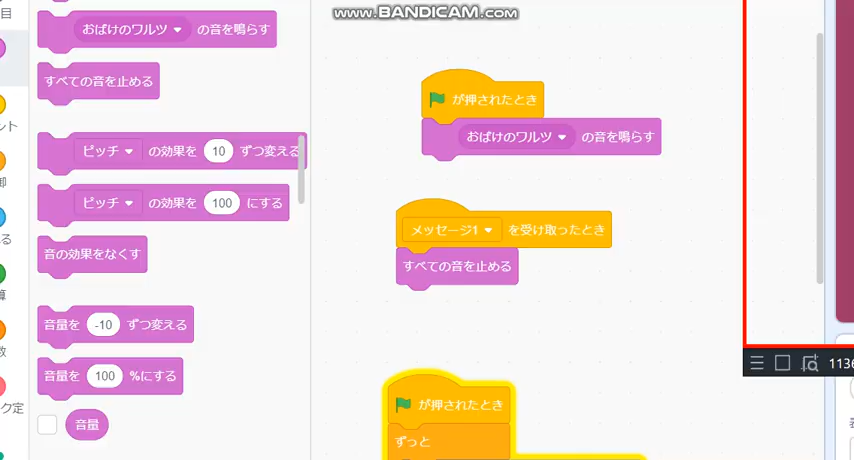 www.BANDICAM.com
目
おばけのワルツ の音を鳴らす
すべての音を止める
ント
ピッチ の効果を 10 ずつ変える
御
ピッチ の効果を 100 にする
る
音の効果をなくす
算
音量を -10 ずつ変える
数
音量を 100 %にする
ク定
音量
が押されたとき
おばけのワルツ の音を鳴らす
メッセージ1 を受け取ったとき
すべての音を止める
が押されたとき
ずっと
1136